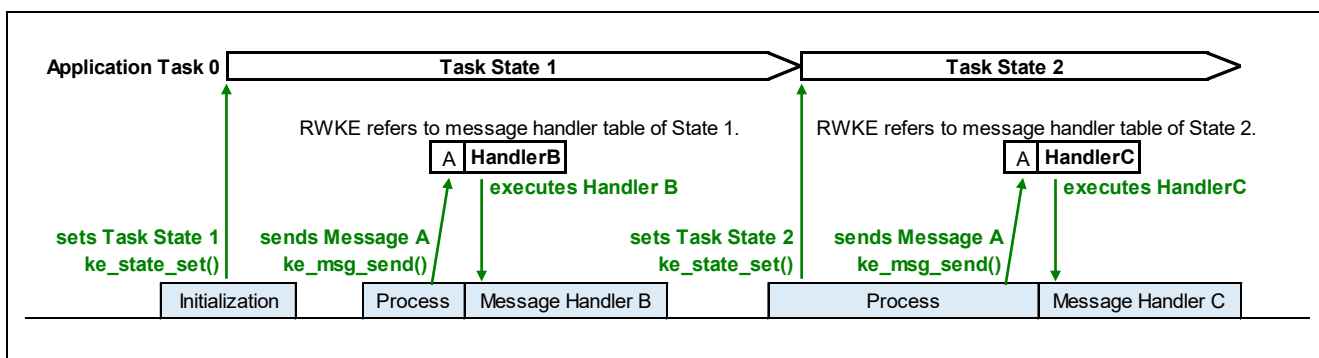 Application Task 0 Task State 1 Task State 2
RWKE refers to message handler table of State 1. RWKE refers to message handler table of State 2.
A HandlerB A HandlerC
executes Handler B executes HandlerC
sets Task State 1 sends Message A sets Task State 2 sends Message A
ke_state_set() ke_msg_send() ke_state_set() ke_msg_send()
Initialization Process Message Handler B Process Message Handler C